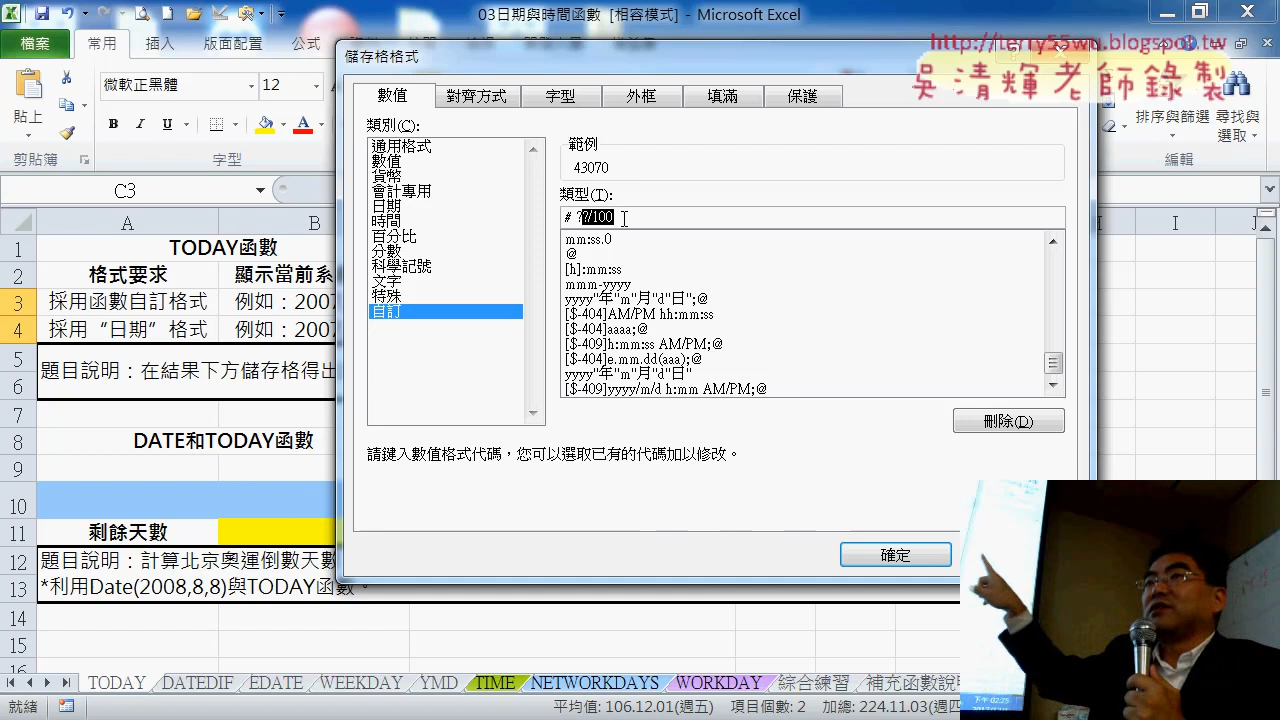 03日期與時間函數 [相容模式] - Microsoft Excel
http://terry55wu.blogspot.tw
吳清輝老師錄製
檔案
常用
插入
版面配置
公式
貼上
剪貼簿
微軟正黑體
12
B I U
A
字型
排序與篩選
尋找與
選取
編輯
C3
A B I J
儲存格格式
數值
對齊方式
字型
外框
填滿
保護
類別(C):
通用格式
數值
貨幣
會計專用
日期
時間
百分比
分數
科學記號
文字
特殊
自訂
範例
43070
類型(T):
# ??/100
mm:ss.0
@
[h]:mm:ss
mmm-yyyy
yyyy"年"m"月"d"日";@
[$-404]AM/PM hh:mm:ss
[$-404]aaaa;@
[$-409]h:mm:ss AM/PM;@
[$-404]e.mm.dd(aaa);@
yyyy"年"m"月"d"日"
[$-409]yyyy/m/d h:mm AM/PM;@
刪除(D)
請鍵入數值格式代碼，您可以選取已有的代碼加以修改。
確定
1 TODAY函數
2 格式要求 顯示當前系
3 採用函數自訂格式 例如：2007
4 採用“日期”格式 例如：2007
5 題目說明：在結果下方儲存格得出
6
7
8 DATE和TODAY函數
9
10
11 剩餘天數
12 題目說明：計算北京奧運倒數天數
13 *利用Date(2008,8,8)與TODAY函數。
14
15
16
TODAY DATEDIF EDATE WEEKDAY YMD TIME NETWORKDAYS WORKDAY 綜合練習 補充函數說
就緒
平均值: 106.12.01(週五) 項目個數: 2 加總: 224.11.03(週四